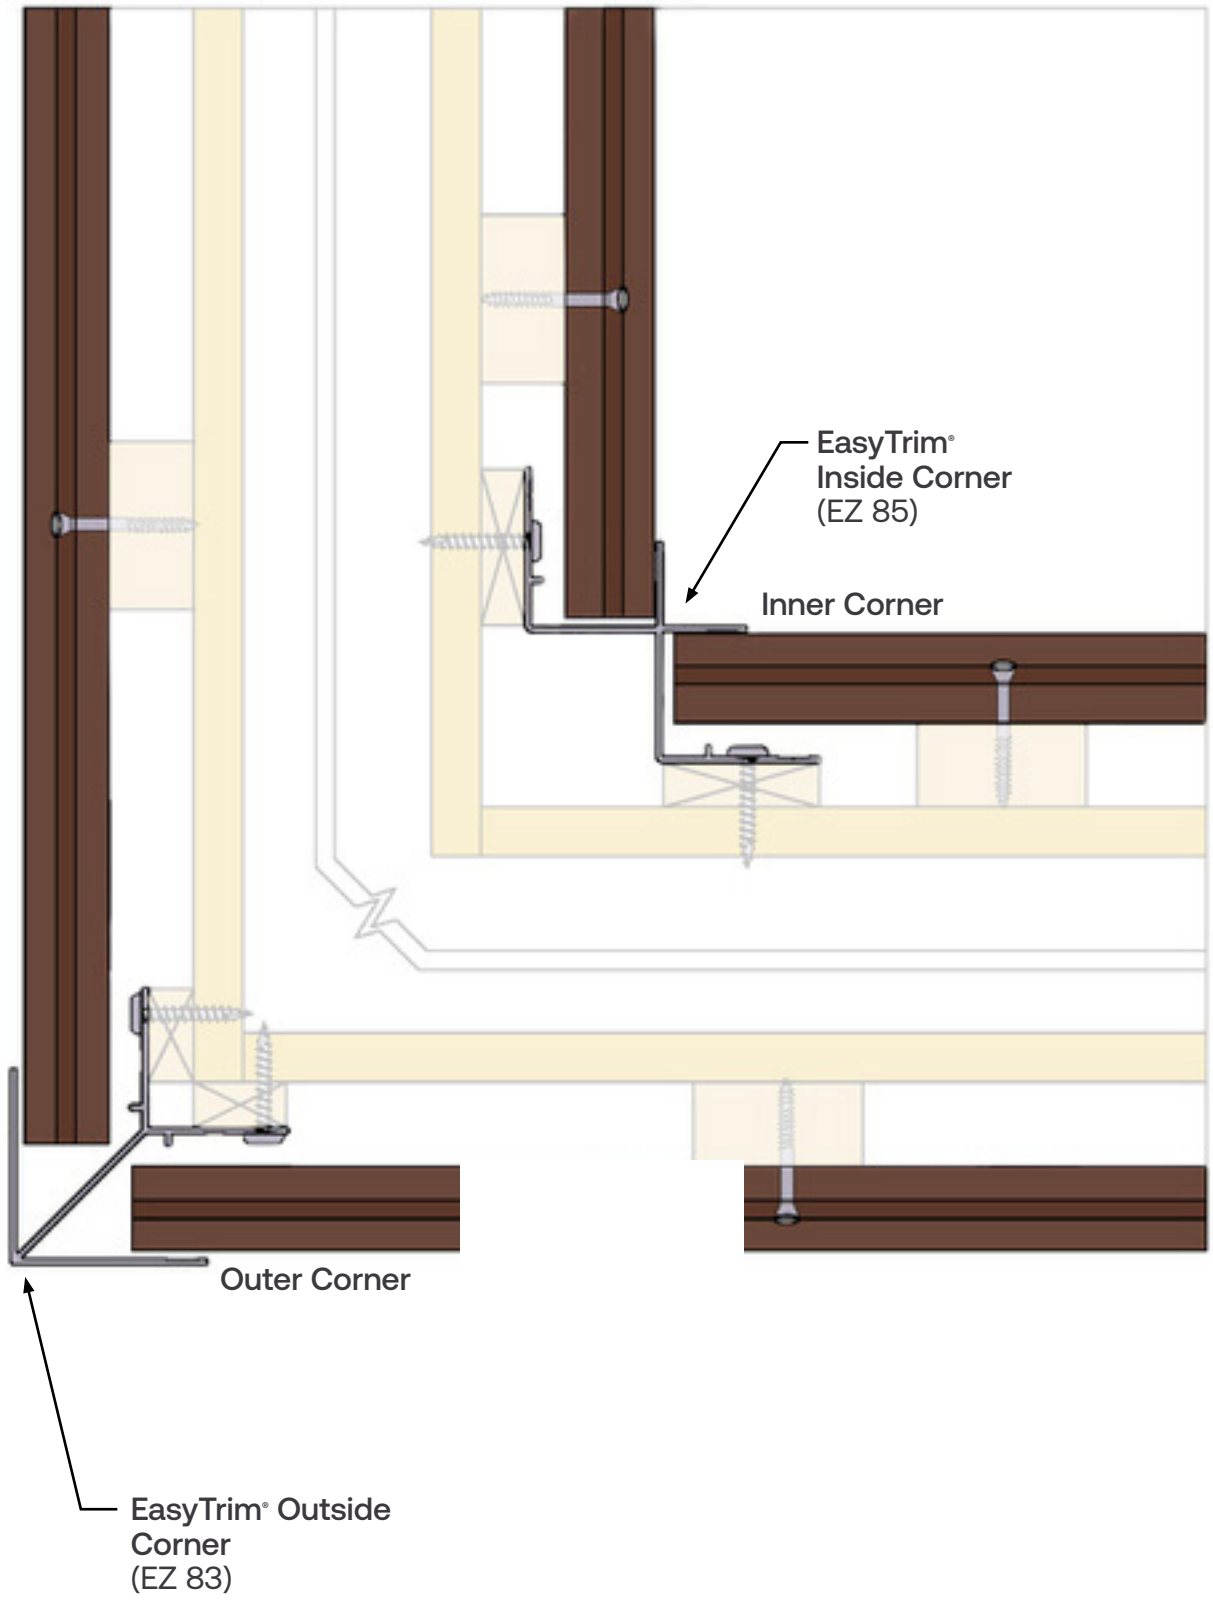 EasyTrim®
Inside Corner
(EZ 85)
Inner Corner
Outer Corner
EasyTrim® Outside
Corner
(EZ 83)